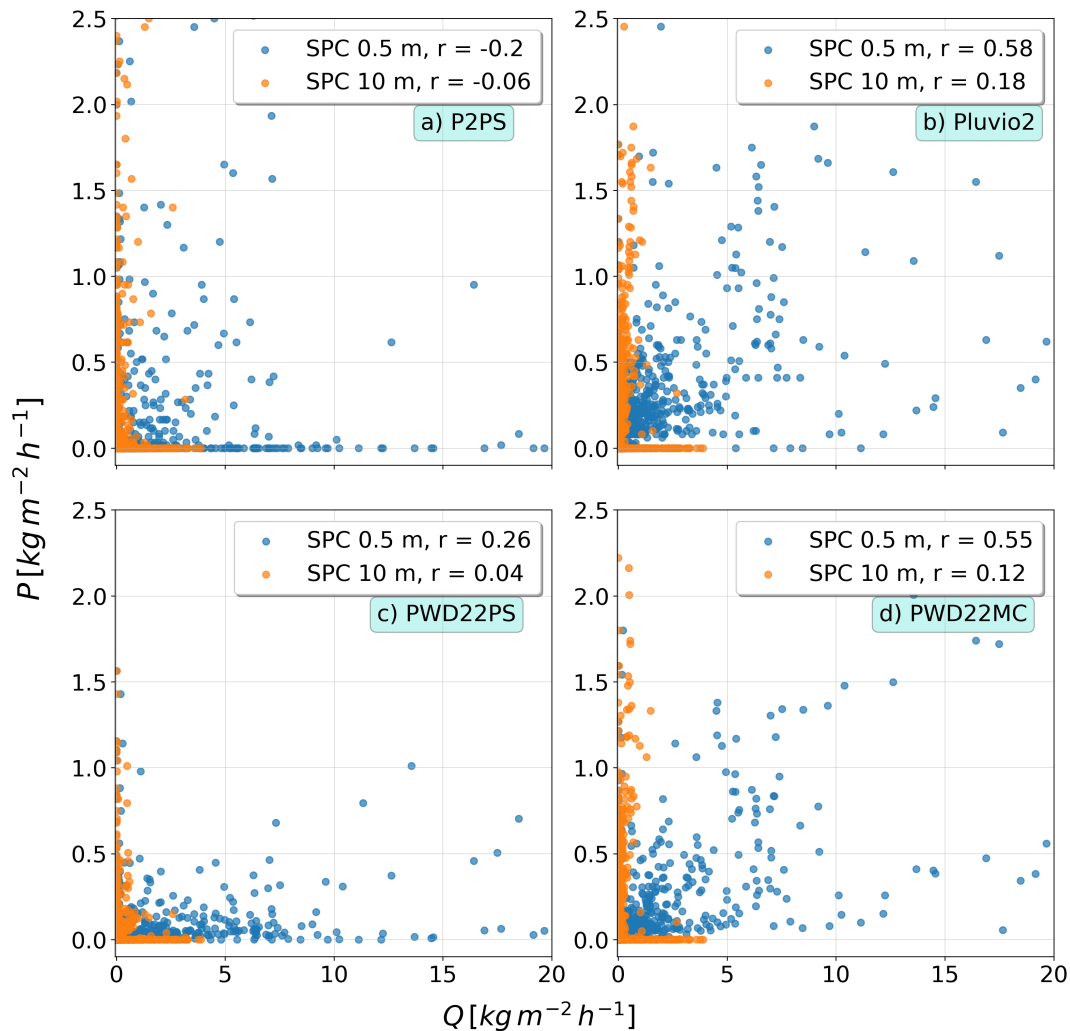 2.5
2.0
1.5
1.0
0.5
0.0
SPC 0.5 m, r = -0.2
SPC 10 m, r = -0.06
a) P2PS
2.5
2.0
1.5
1.0
0.5
0.0
SPC 0.5 m, r = 0.58
SPC 10 m, r = 0.18
b) Pluvio2
P [kg m⁻² h⁻¹]
2.5
2.0
1.5
1.0
0.5
0.0
0
5
10
15
20
SPC 0.5 m, r = 0.26
SPC 10 m, r = 0.04
c) PWD22PS
2.5
2.0
1.5
1.0
0.5
0.0
0
5
10
15
20
SPC 0.5 m, r = 0.55
SPC 10 m, r = 0.12
d) PWD22MC
Q [kg m⁻² h⁻¹]